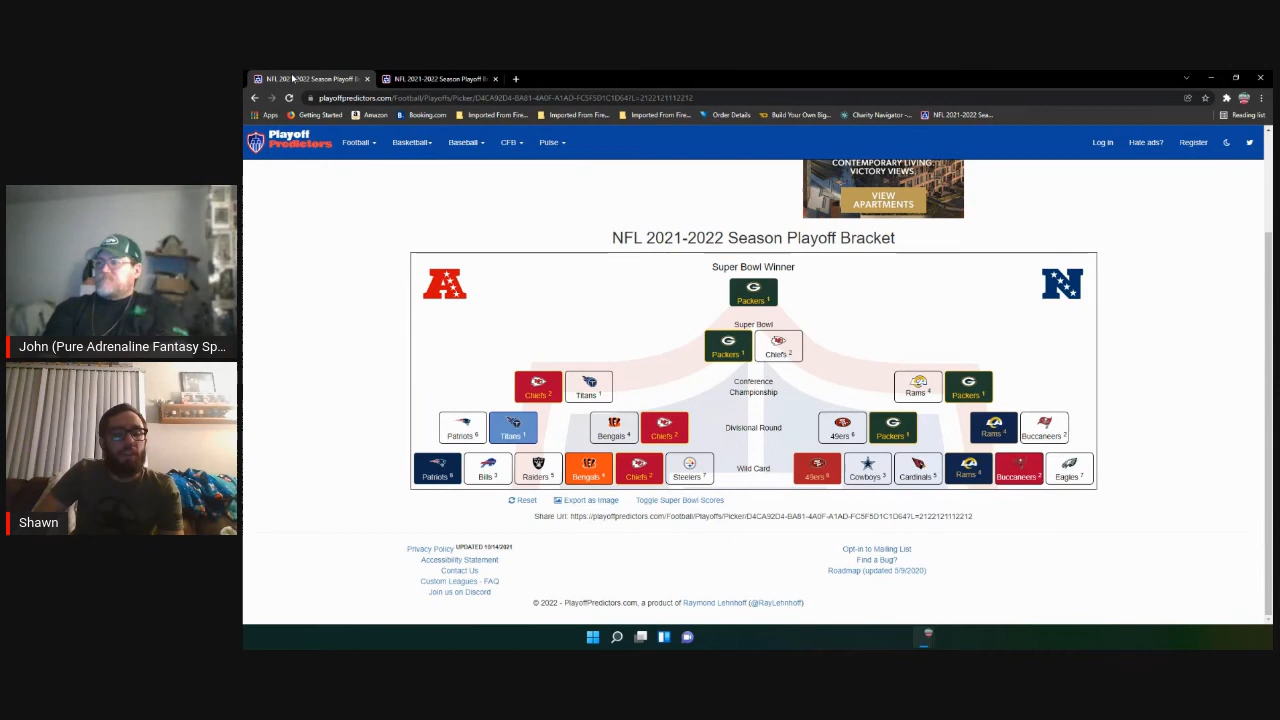 NFL 2021-2022 Season Playoff B
NFL 2021-2022 Season Playoff B
playoffpredictors.com/Football/Playoffs/Picker/D4CA92D4-BA81-4A0F-A1AD-FC5F5D1C1D64?L=2122121112212
Apps Getting Started Amazon Booking.com Imported From Fire... Imported From Fire... Imported From Fire... Order Details Build Your Own Big... Charity Navigator -... NFL 2021-2022 Sea... Reading list
Playoff
Predictors
Football Basketball Baseball CFB Pulse Log in Hate ads? Register
CONTEMPORARY LIVING.
VICTORY VIEWS.
VIEW
APARTMENTS
NFL 2021-2022 Season Playoff Bracket
A N
Super Bowl Winner
Packers 1
Super Bowl
Packers 1 Chiefs 2
Conference
Championship
Chiefs 2 Titans 1 Rams 4 Packers 1
Divisional Round
Patriots 6 Titans 1 Bengals 4 Chiefs 2 49ers 6 Packers 1 Rams 4 Buccaneers 2
Wild Card
Patriots 6 Bills 3 Raiders 5 Bengals 4 Chiefs 2 Steelers 7 49ers 6 Cowboys 3 Cardinals 5 Rams 4 Buccaneers 2 Eagles 7
Reset Export as Image Toggle Super Bowl Scores
Share Url: https://playoffpredictors.com/Football/Playoffs/Picker/D4CA92D4-BA81-4A0F-A1AD-FC5F5D1C1D64?L=2122121112212
Privacy Policy UPDATED 10/14/2021
Accessibility Statement
Contact Us
Custom Leagues - FAQ
Join us on Discord
Opt-in to Mailing List
Find a Bug?
Roadmap (updated 5/9/2020)
© 2022 - PlayoffPredictors.com, a product of Raymond Lehnhoff (@RayLehnhoff)
John (Pure Adrenaline Fantasy Sp...
Shawn